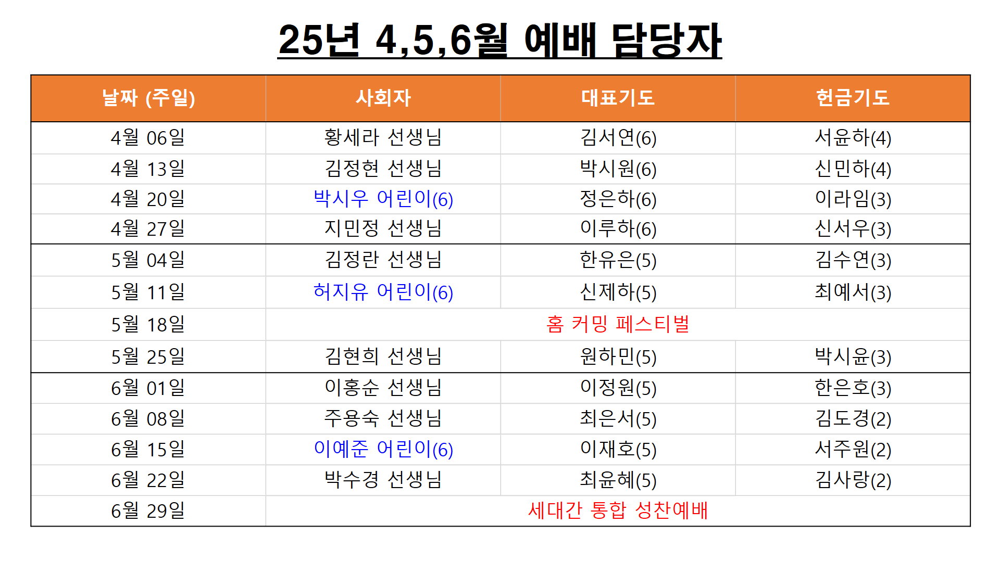 25년 4,5,6월 예배 담당자
날짜 (주일) 사회자 대표기도 헌금기도
4월 06일 황세라 선생님 김서연(6) 서윤하(4)
4월 13일 김정현 선생님 박시원(6) 신민하(4)
4월 20일 박시우 어린이(6) 정은하(6) 이라임(3)
4월 27일 지민정 선생님 이루하(6) 신서우(3)
5월 04일 김정란 선생님 한유은(5) 김수연(3)
5월 11일 허지유 어린이(6) 신제하(5) 최예서(3)
5월 18일 홈 커밍 페스티벌
5월 25일 김현희 선생님 원하민(5) 박시윤(3)
6월 01일 이홍순 선생님 이정원(5) 한은호(3)
6월 08일 주용숙 선생님 최은서(5) 김도경(2)
6월 15일 이예준 어린이(6) 이재호(5) 서주원(2)
6월 22일 박수경 선생님 최윤혜(5) 김사랑(2)
6월 29일 세대간 통합 성찬예배